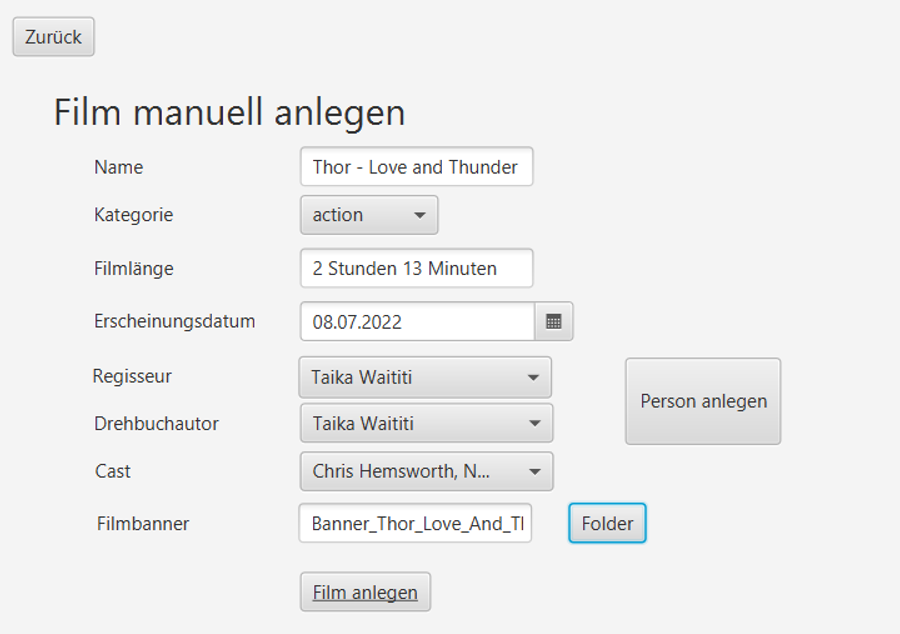 Zurück
Film manuell anlegen
Name Thor - Love and Thunder
Kategorie action
Filmlänge 2 Stunden 13 Minuten
Erscheinungsdatum 08.07.2022
Regisseur Taika Waititi
Person anlegen
Drehbuchautor Taika Waititi
Cast Chris Hemsworth, N...
Filmbanner Banner_Thor_Love_And_Tl Folder
Film anlegen